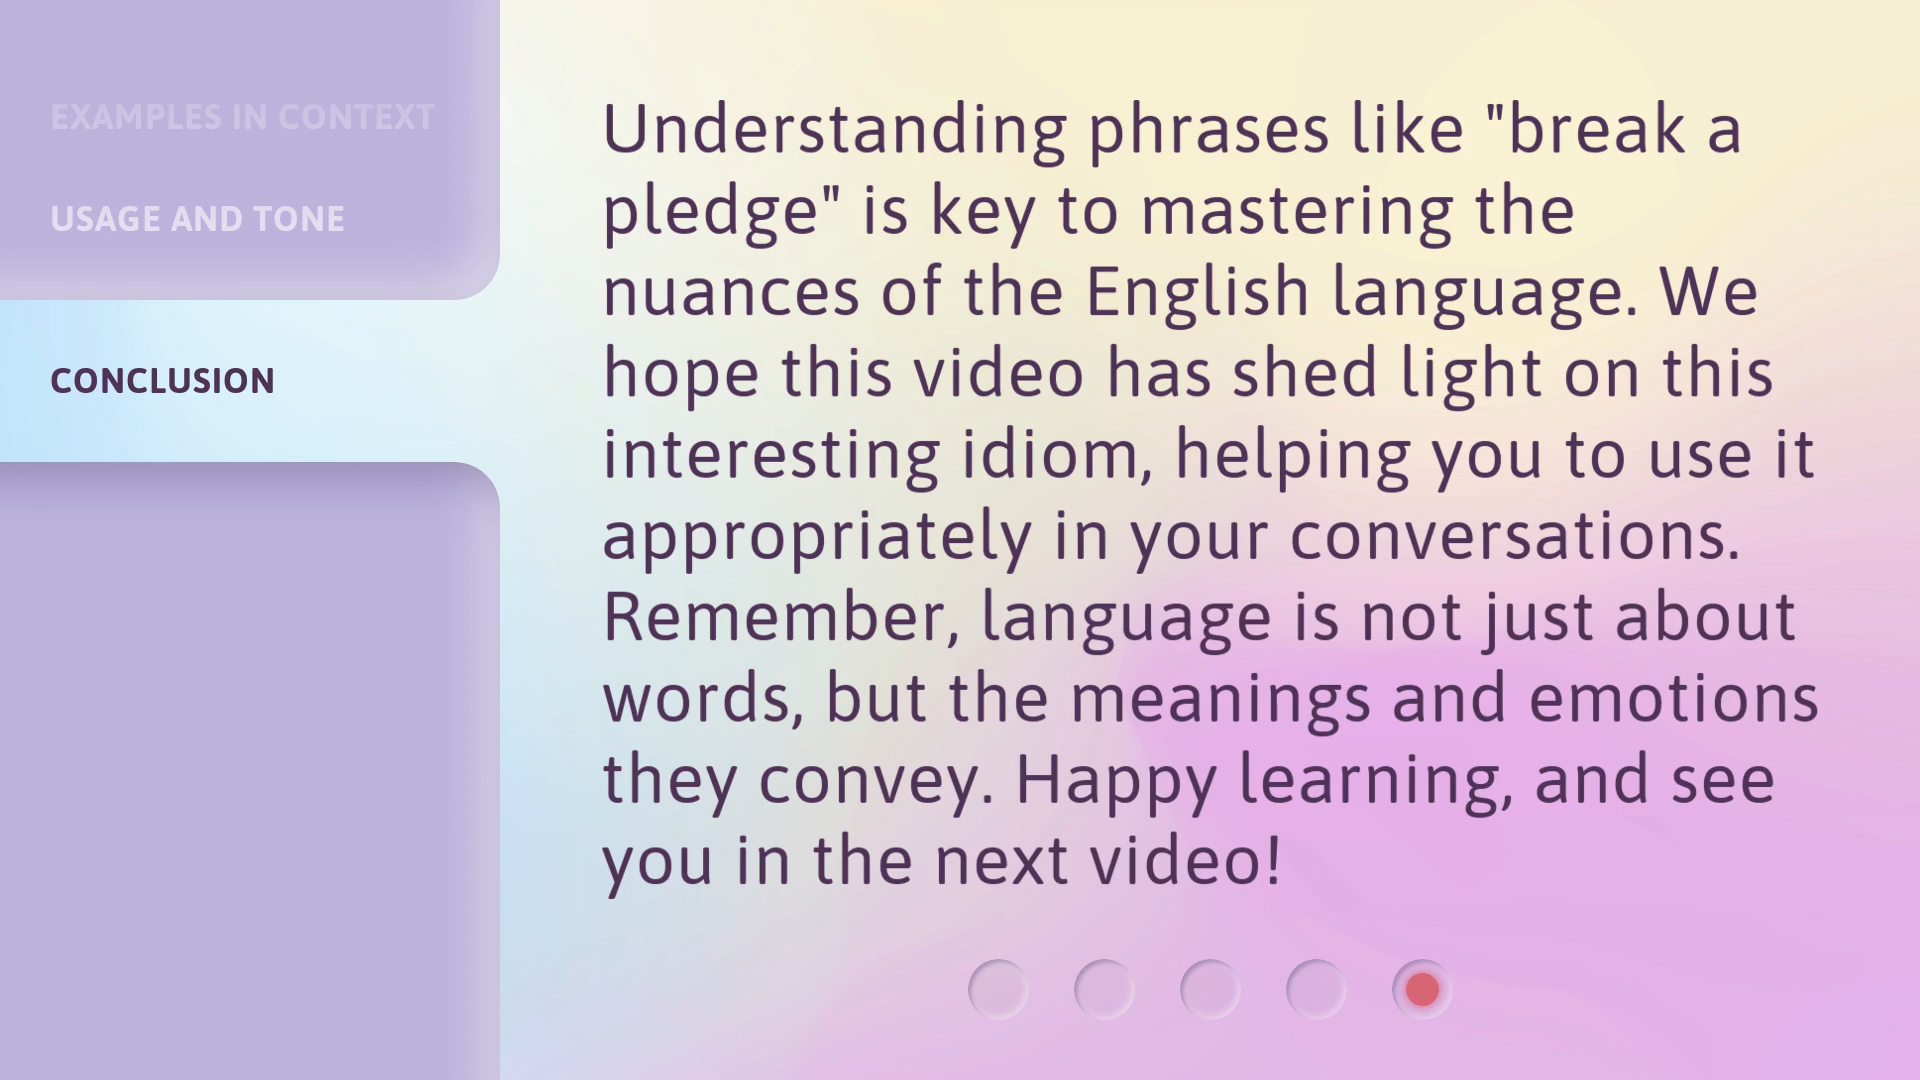 EXAMPLES IN CONTEXT
USAGE AND TONE
CONCLUSION
Understanding phrases like "break a
pledge" is key to mastering the
nuances of the English language. We
hope this video has shed light on this
interesting idiom, helping you to use it
appropriately in your conversations.
Remember, language is not just about
words, but the meanings and emotions
they convey. Happy learning, and see
you in the next video!